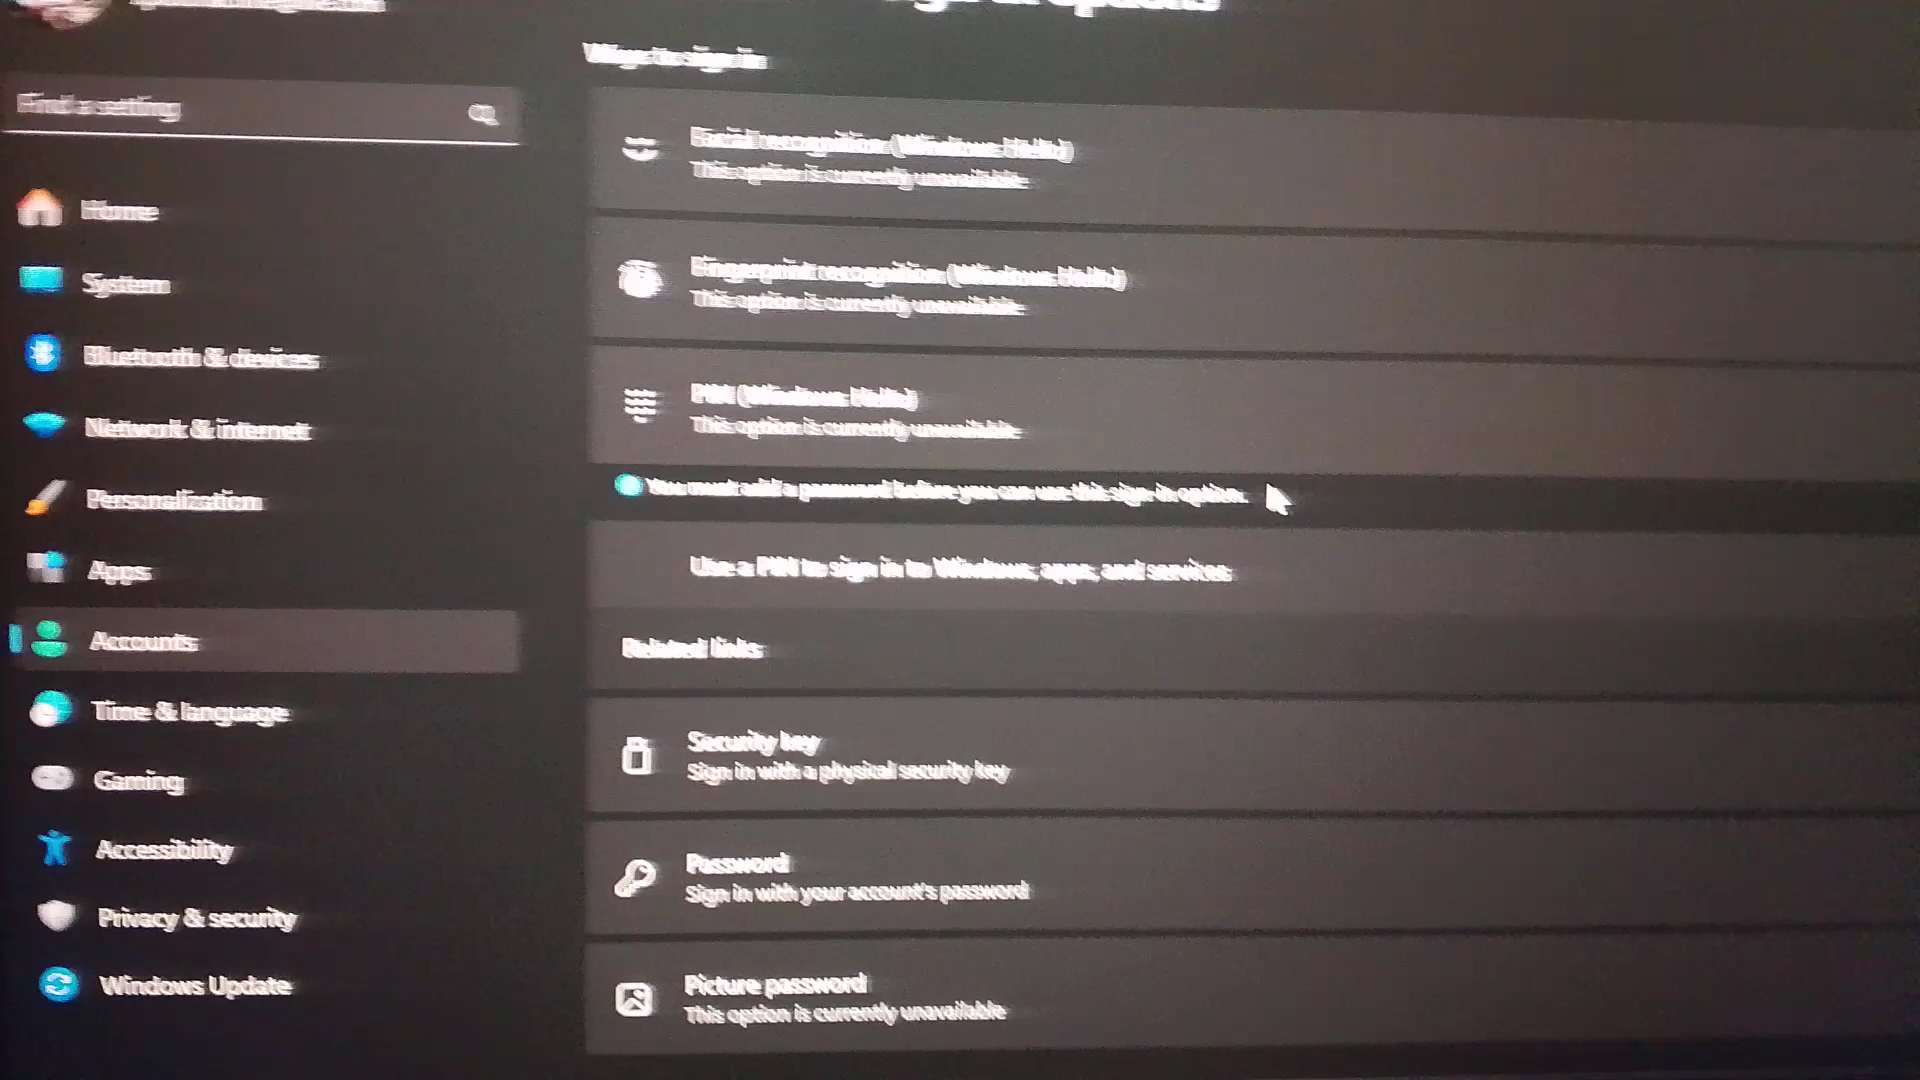 Ways to sign in
Find a setting
Facial recognition (Windows Hello)
This option is currently unavailable
Home
Fingerprint recognition (Windows Hello)
This option is currently unavailable
System
Bluetooth & devices
PIN (Windows Hello)
This option is currently unavailable
Network & internet
You must add a password before you can use this sign-in option.
Personalization
Use a PIN to sign in to Windows, apps, and services
Apps
Accounts
Related links
Time & language
Security key
Sign in with a physical security key
Gaming
Accessibility
Password
Sign in with your account's password
Privacy & security
Windows Update
Picture password
This option is currently unavailable